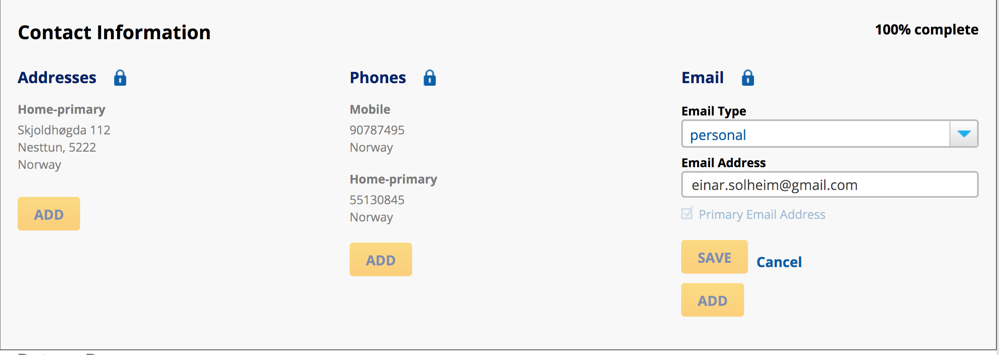 Contact Information
100% complete
Addresses
Home-primary
Skjoldhøgda 112
Nesttun, 5222
Norway
ADD
Phones
Mobile
90787495
Norway
Home-primary
55130845
Norway
ADD
Email
Email Type
personal
Email Address
einar.solheim@gmail.com
Primary Email Address
SAVE
Cancel
ADD